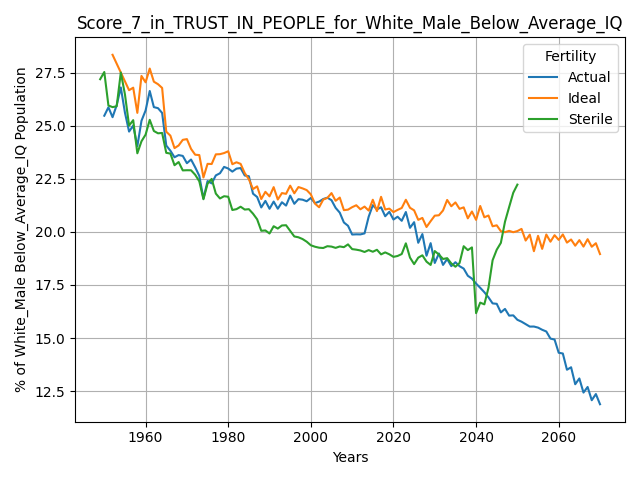 Score_7_in_TRUST_IN_PEOPLE_for_White_Male_Below_Average_IQ
% of White_Male Below_Average_IQ Population
27.5
25.0
22.5
20.0
17.5
15.0
12.5
Fertility
Actual
Ideal
Sterile
1960
1980
2000
2020
2040
2060
Years